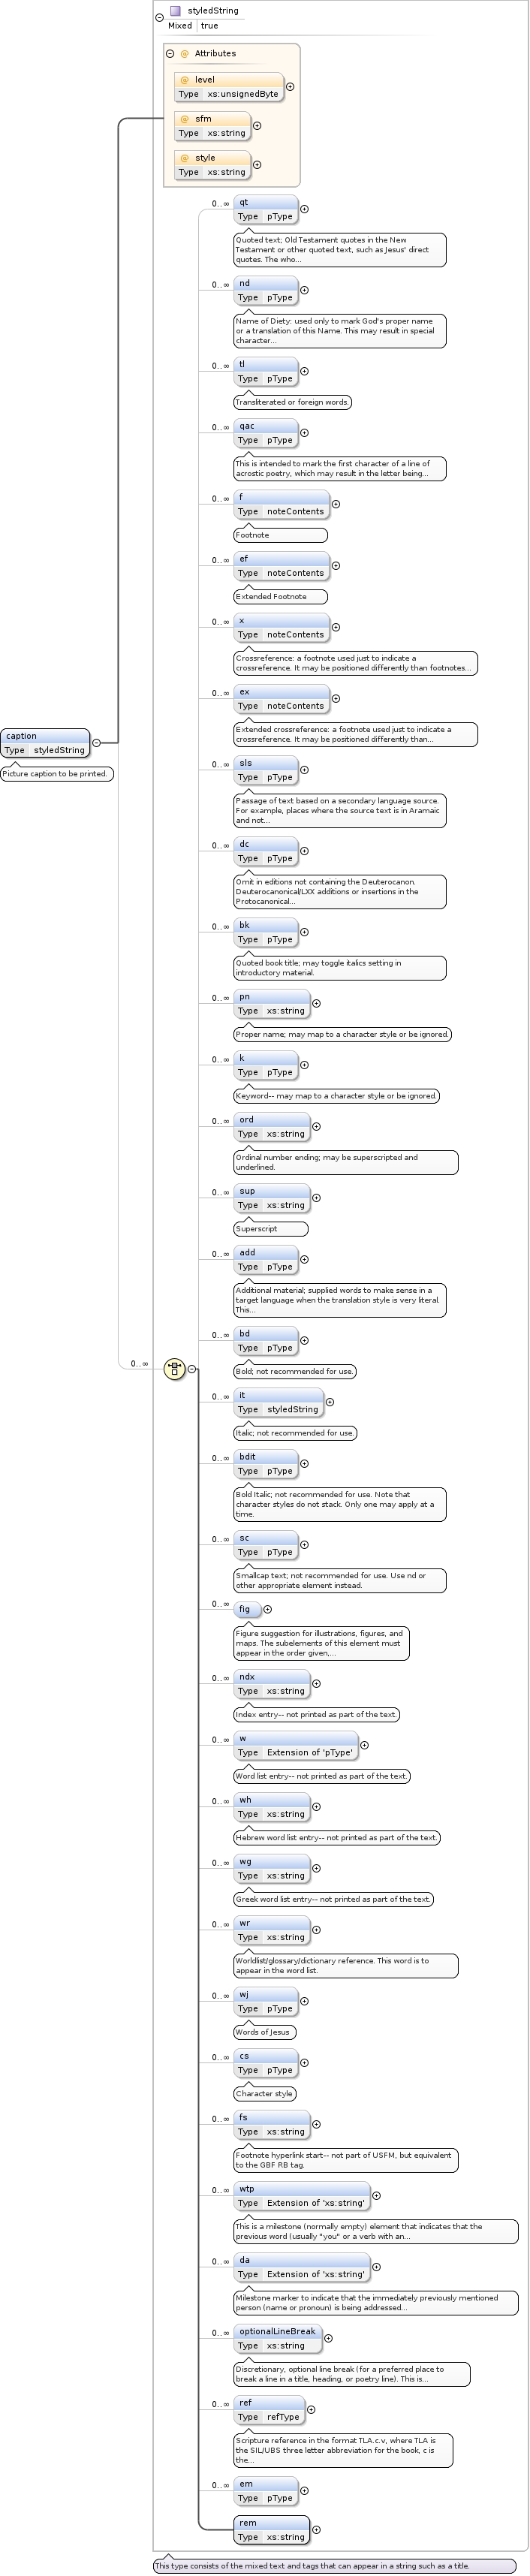 styledString
Mixed true
@ Attributes
@ level
Type xs:unsignedByte
@ sfm
Type xs:string
@ style
Type xs:string
0..∞ qt
Type pType
Quoted text; Old Testament quotes in the New
Testament or other quoted text, such as Jesus' direct
quotes. The who...
0..∞ nd
Type pType
Name of Diety: used only to mark God's proper name
or a translation of this Name. This may result in special
character...
0..∞ tl
Type pType
Transliterated or foreign words.
0..∞ qac
Type pType
This is intended to mark the first character of a line of
acrostic poetry, which may result in the letter being...
0..∞ f
Type noteContents
Footnote
0..∞ ef
Type noteContents
Extended Footnote
0..∞ x
Type noteContents
Crossreference: a footnote used just to indicate a
crossreference. It may be positioned differently than footnotes...
0..∞ ex
Type noteContents
Extended crossreference: a footnote used just to indicate a
crossreference. It may be positioned differently than...
caption
Type styledString
Picture caption to be printed.
0..∞ sls
Type pType
Passage of text based on a secondary language source.
For example, places where the source text is in Aramaic
and not...
0..∞ dc
Type pType
Omit in editions not containing the Deuterocanon.
Deuterocanonical/LXX additions or insertions in the
Protocanonical...
0..∞ bk
Type pType
Quoted book title; may toggle italics setting in
introductory material.
0..∞ pn
Type xs:string
Proper name; may map to a character style or be ignored.
0..∞ k
Type pType
Keyword-- may map to a character style or be ignored.
0..∞ ord
Type xs:string
Ordinal number ending; may be superscripted and
underlined.
0..∞ sup
Type xs:string
Superscript
0..∞ add
Type pType
Additional material; supplied words to make sense in a
target language when the translation style is very literal.
This...
0..∞ bd
Type pType
Bold; not recommended for use.
0..∞
0..∞ it
Type styledString
Italic; not recommended for use.
0..∞ bdit
Type pType
Bold Italic; not recommended for use. Note that
character styles do not stack. Only one may apply at a
time.
0..∞ sc
Type pType
Smallcap text; not recommended for use. Use nd or
other appropriate element instead.
0..∞ fig
Figure suggestion for illustrations, figures, and
maps. The subelements of this element must
appear in the order given,...
0..∞ ndx
Type xs:string
Index entry-- not printed as part of the text.
0..∞ w
Type Extension of 'pType'
Word list entry-- not printed as part of the text.
0..∞ wh
Type xs:string
Hebrew word list entry-- not printed as part of the text.
0..∞ wg
Type xs:string
Greek word list entry-- not printed as part of the text.
0..∞ wr
Type xs:string
Worldlist/glossary/dictionary reference. This word is to
appear in the word list.
0..∞ wj
Type pType
Words of Jesus
0..∞ cs
Type pType
Character style
0..∞ fs
Type xs:string
Footnote hyperlink start-- not part of USFM, but equivalent
to the GBF RB tag.
0..∞ wtp
Type Extension of 'xs:string'
This is a milestone (normally empty) element that indicates that the
previous word (usually "you" or a verb with an...
0..∞ da
Type Extension of 'xs:string'
Milestone marker to indicate that the immediately previously mentioned
person (name or pronoun) is being addressed...
0..∞ optionalLineBreak
Type xs:string
Discretionary, optional line break (for a preferred place to
break a line in a title, heading, or poetry line). This is...
0..∞ ref
Type refType
Scripture reference in the format TLA.c.v, where TLA is
the SIL/UBS three letter abbreviation for the book, c is
the...
0..∞ em
Type pType
rem
Type xs:string
This type consists of the mixed text and tags that can appear in a string such as a title.